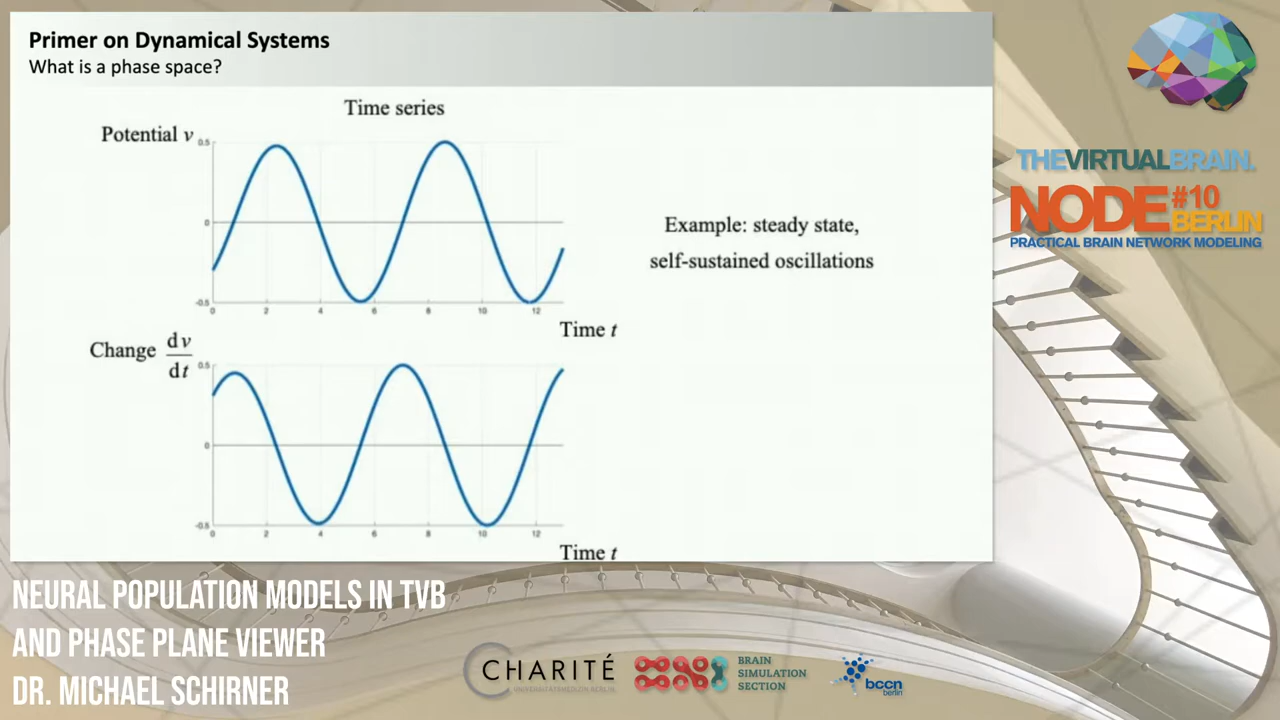 Primer on Dynamical Systems
What is a phase space?
Time series
Potential v
0.5
0
-0.5
0 2 4 6 8 10 12
Time t
Change dv/dt
0.5
0
-0.5
0 2 4 6 8 10 12
Time t
Example: steady state,
self-sustained oscillations
THEVIRTUALBRAIN.
NODE #10
BERLIN
PRACTICAL BRAIN NETWORK MODELING
NEURAL POPULATION MODELS IN TVB
AND PHASE PLANE VIEWER
DR. MICHAEL SCHIRNER
CHARITÉ
UNIVERSITÄTSMEDIZIN BERLIN
BRAIN
SIMULATION
SECTION
bccn
berlin